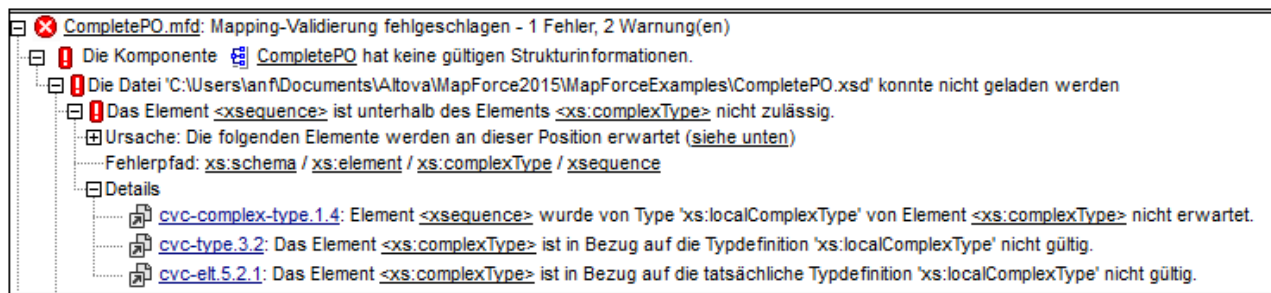 CompletePO.mfd: Mapping-Validierung fehlgeschlagen - 1 Fehler, 2 Warnung(en)
Die Komponente CompletePO hat keine gültigen Strukturinformationen.
Die Datei 'C:\Users\anf\Documents\Altova\MapForce2015\MapForceExamples\CompletePO.xsd' konnte nicht geladen werden
Das Element <xsequence> ist unterhalb des Elements <xs:complexType> nicht zulässig.
Ursache: Die folgenden Elemente werden an dieser Position erwartet (siehe unten)
Fehlerpfad: xs:schema / xs:element / xs:complexType / xsequence
Details
cvc-complex-type.1.4: Element <xsequence> wurde von Type 'xs:localComplexType' von Element <xs:complexType> nicht erwartet.
cvc-type.3.2: Das Element <xs:complexType> ist in Bezug auf die Typdefinition 'xs:localComplexType' nicht gültig.
cvc-elt.5.2.1: Das Element <xs:complexType> ist in Bezug auf die tatsächliche Typdefinition 'xs:localComplexType' nicht gültig.